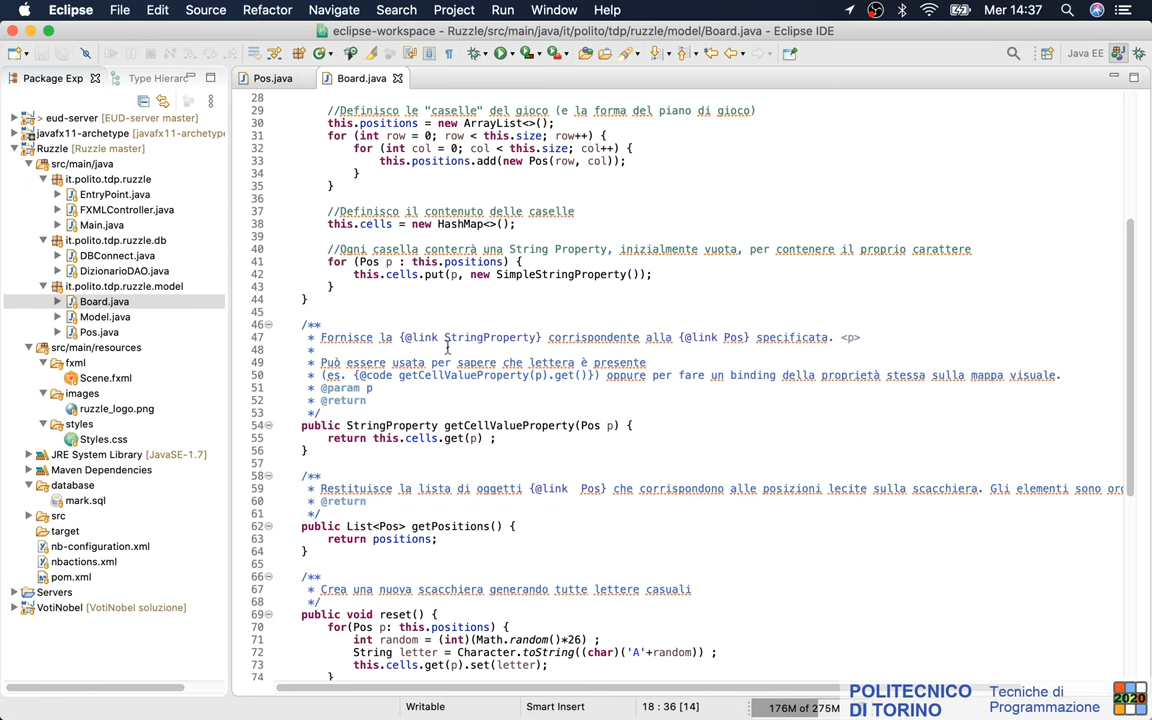 Eclipse File Edit Source Refactor Navigate Search Project Run Window Help Mer 14:37
eclipse-workspace - Ruzzle/src/main/java/it/polito/tdp/ruzzle/model/Board.java - Eclipse IDE
Java EE
Package Exp Type Hierarc Pos.java Board.java
> eud-server [EUD-server master]
javafx11-archetype [javafx11-archetype
Ruzzle [Ruzzle master]
src/main/java
it.polito.tdp.ruzzle
EntryPoint.java
FXMLController.java
Main.java
it.polito.tdp.ruzzle.db
DBConnect.java
DizionarioDAO.java
it.polito.tdp.ruzzle.model
Board.java
Model.java
Pos.java
src/main/resources
fxml
Scene.fxml
images
ruzzle_logo.png
styles
Styles.css
JRE System Library [JavaSE-1.7]
Maven Dependencies
database
mark.sql
src
target
nb-configuration.xml
nbactions.xml
pom.xml
Servers
VotiNobel [VotiNobel soluzione]
28
29 //Definisco le "caselle" del gioco (e la forma del piano di gioco)
30 this.positions = new ArrayList<>();
31 for (int row = 0; row < this.size; row++) {
32 for (int col = 0; col < this.size; col++) {
33 this.positions.add(new Pos(row, col));
34 }
35 }
36
37 //Definisco il contenuto delle caselle
38 this.cells = new HashMap<>();
39
40 //Ogni casella conterrà una String Property, inizialmente vuota, per contenere il proprio carattere
41 for (Pos p : this.positions) {
42 this.cells.put(p, new SimpleStringProperty());
43 }
44 }
45
46 /**
47 * Fornisce la {@link StringProperty} corrispondente alla {@link Pos} specificata. <p>
48 *
49 * Può essere usata per sapere che lettera è presente
50 * (es. {@code getCellValueProperty(p).get()}) oppure per fare un binding della proprietà stessa sulla mappa visuale.
51 * @param p
52 * @return
53 */
54 public StringProperty getCellValueProperty(Pos p) {
55 return this.cells.get(p) ;
56 }
57
58 /**
59 * Restituisce la lista di oggetti {@link Pos} che corrispondono alle posizioni lecite sulla scacchiera. Gli elementi sono or
60 * @return
61 */
62 public List<Pos> getPositions() {
63 return positions;
64 }
65
66 /**
67 * Crea una nuova scacchiera generando tutte lettere casuali
68 */
69 public void reset() {
70 for(Pos p: this.positions) {
71 int random = (int)(Math.random()*26) ;
72 String letter = Character.toString((char)('A'+random)) ;
73 this.cells.get(p).set(letter);
74 }
Writable Smart Insert 18 : 36 [14] 176M of 275M
POLITECNICO
DI TORINO
Tecniche di
Programmazione
2020